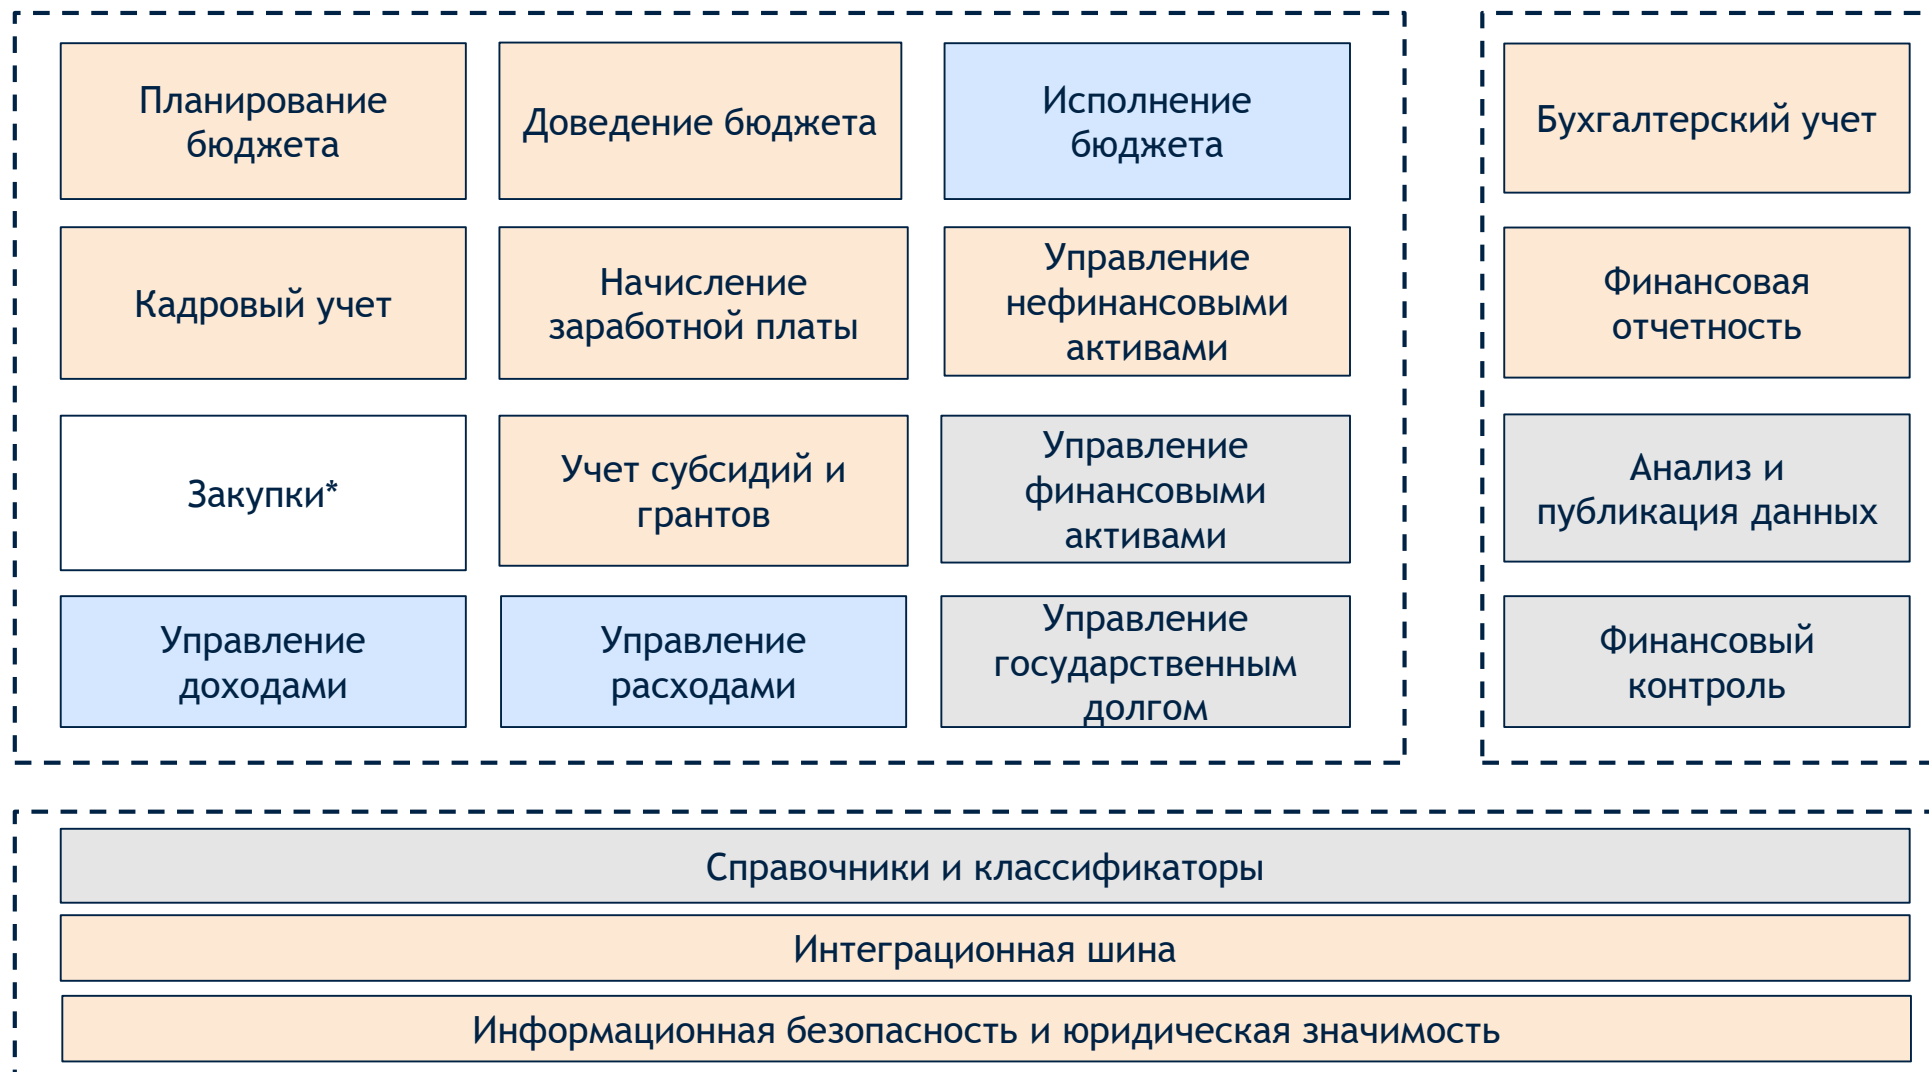 Планирование
бюджета
Доведение бюджета
Исполнение
бюджета
Бухгалтерский учет
Кадровый учет
Начисление
заработной платы
Управление
нефинансовыми
активами
Финансовая
отчетность
Закупки*
Учет субсидий и
грантов
Управление
финансовыми
активами
Анализ и
публикация данных
Управление
доходами
Управление
расходами
Управление
государственным
долгом
Финансовый
контроль
Справочники и классификаторы
Интеграционная шина
Информационная безопасность и юридическая значимость